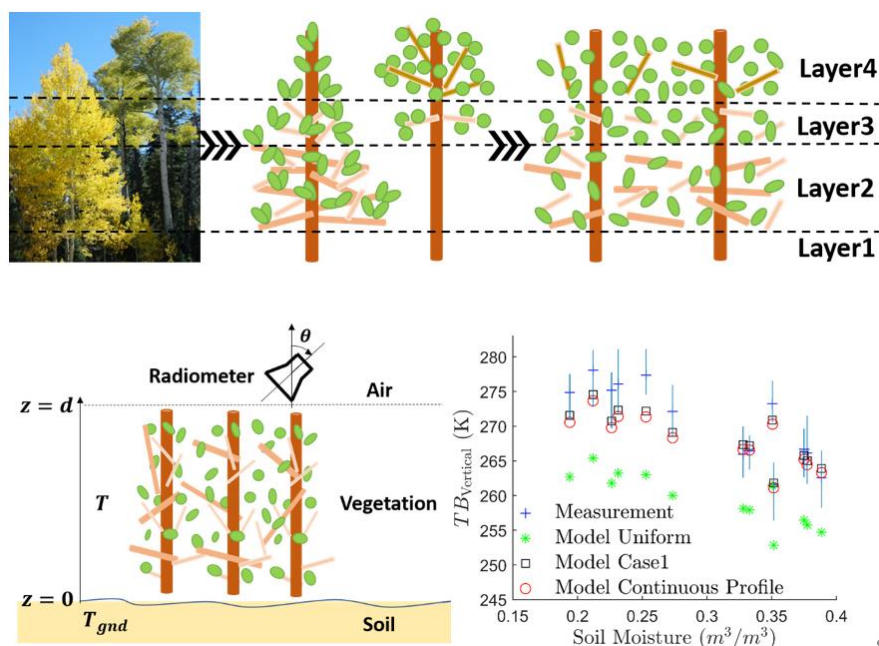 Layer4
Layer3
Layer2
Layer1
θ
Radiometer
Air
z = d
T
Vegetation
z = 0
T_gnd
Soil
280
275
270
265
260
255
250
245
TB_Vertical (K)
Measurement
Model Uniform
Model Case1
Model Continuous Profile
0.15 0.2 0.25 0.3 0.35 0.4
Soil Moisture (m³/m³)